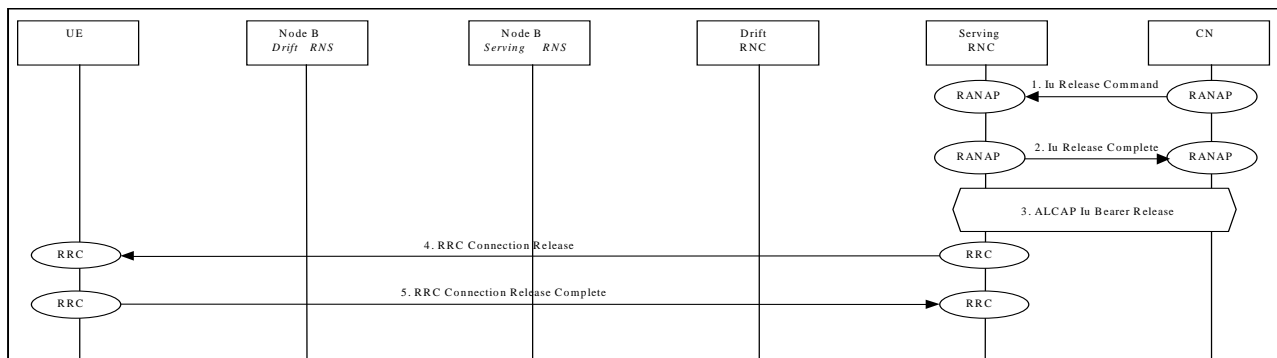 UE
Node B
Drift RNS
Node B
Serving RNS
Drift
RNC
Serving
RNC
CN
1. Iu Release Command
RANAP
RANAP
2. Iu Release Complete
RANAP
RANAP
3. ALCAP Iu Bearer Release
4. RRC Connection Release
RRC
RRC
5. RRC Connection Release Complete
RRC
RRC